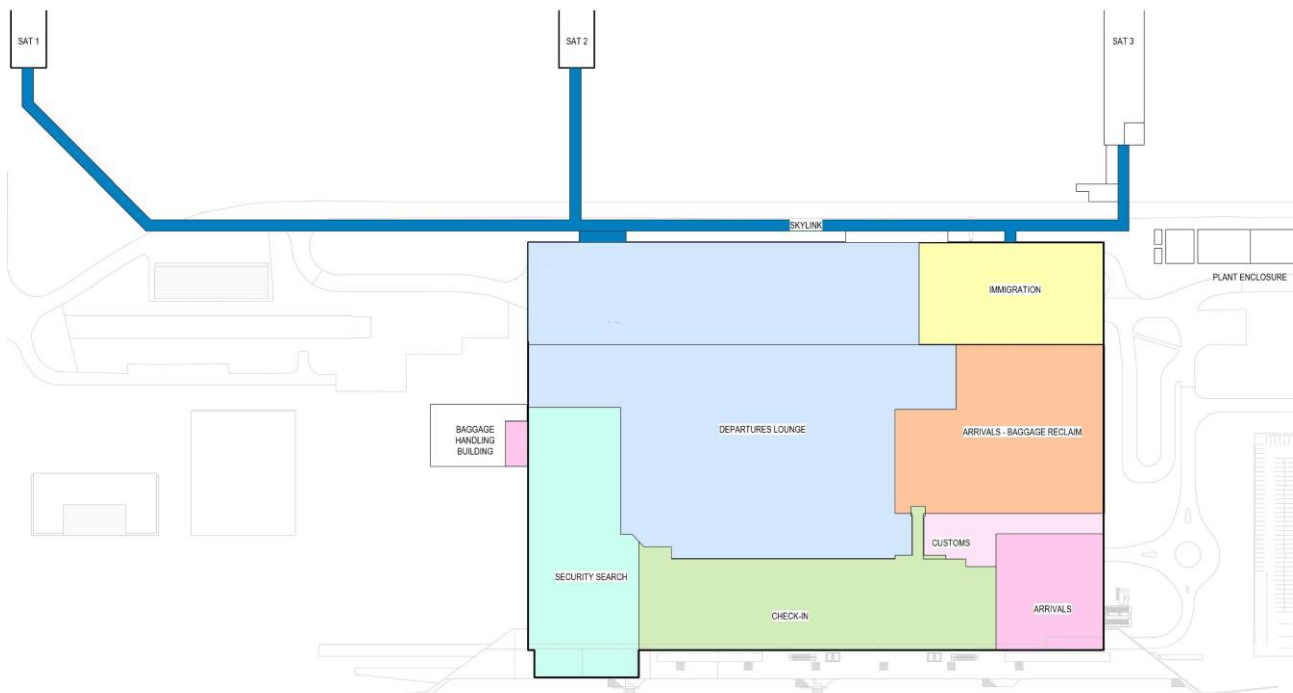 SAT 1
SAT 2
SAT 3
SKYLINK
PLANT ENCLOSURE
IMMIGRATION
BAGGAGE
HANDLING
BUILDING
DEPARTURES LOUNGE
ARRIVALS - BAGGAGE RECLAIM
CUSTOMS
SECURITY SEARCH
CHECK-IN
ARRIVALS